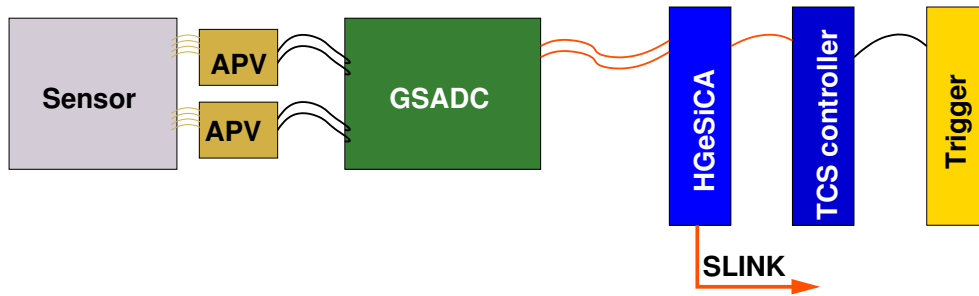 Sensor
APV
APV
GSADC
HGeSiCA
TCS controller
Trigger
SLINK